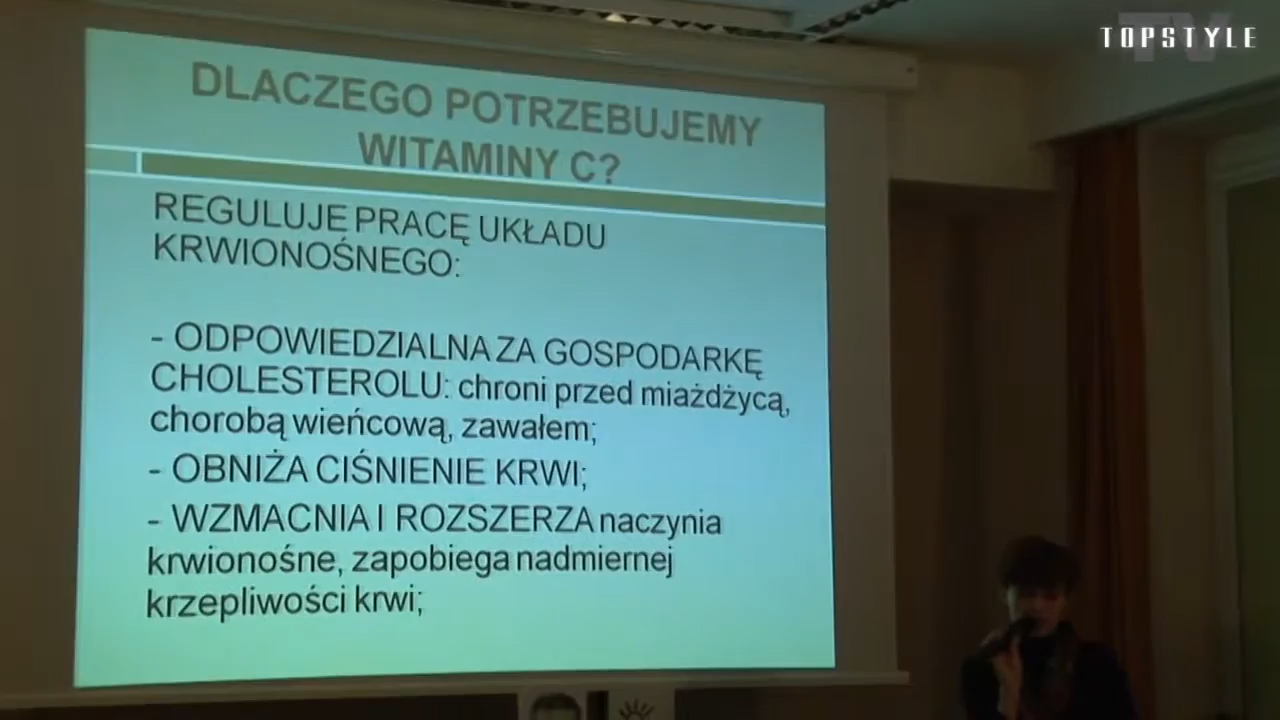 TOPSTYLE
TV
DLACZEGO POTRZEBUJEMY
WITAMINY C?
REGULUJE PRACĘ UKŁADU
KRWIONOŚNEGO:
- ODPOWIEDZIALNA ZA GOSPODARKĘ
CHOLESTEROLU: chroni przed miażdżycą,
chorobą wieńcową, zawałem;
- OBNIŻA CIŚNIENIE KRWI;
- WZMACNIA I ROZSZERZA naczynia
krwionośne, zapobiega nadmiernej
krzepliwości krwi;